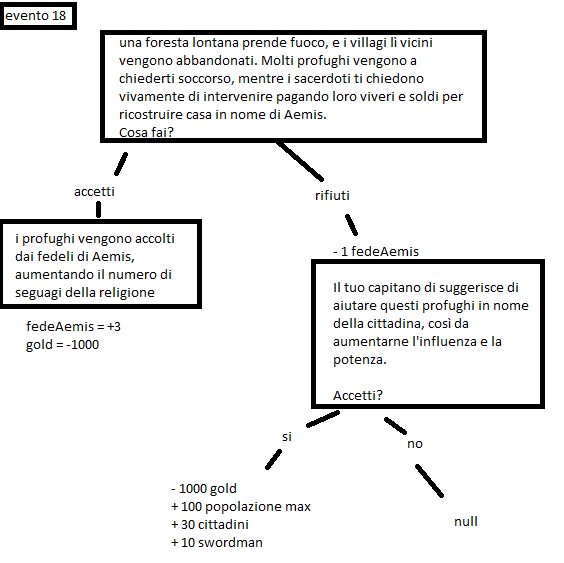 evento 18
una foresta lontana prende fuoco, e i villagi lì vicini
vengono abbandonati. Molti profughi vengono a
chiederti soccorso, mentre i sacerdoti ti chiedono
vivamente di intervenire pagando loro viveri e soldi per
ricostruire casa in nome di Aemis.
Cosa fai?
accetti
rifiuti
i profughi vengono accolti
dai fedeli di Aemis,
aumentando il numero di
seguagi della religione
fedeAemis = +3
gold = -1000
- 1 fedeAemis
Il tuo capitano di suggerisce di
aiutare questi profughi in nome
della cittadina, così da
aumentarne l'influenza e la
potenza.
Accetti?
si
no
- 1000 gold
+ 100 popolazione max
+ 30 cittadini
+ 10 swordman
null